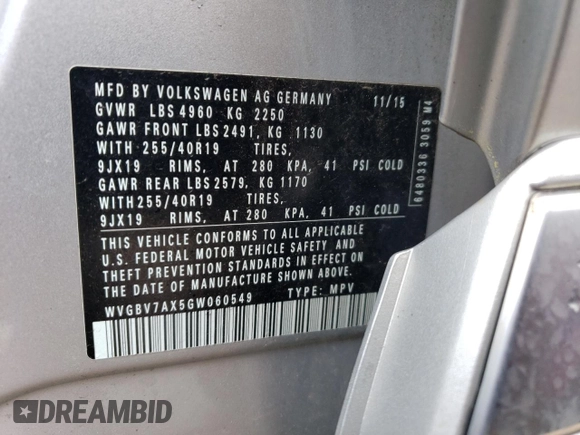 MFD BY VOLKSWAGEN AG GERMANY 11/15
GVWR LBS 4960 KG 2250
GAWR FRONT LBS 2491, KG 1130
WITH 255/40R19 TIRES,
9JX19 RIMS, AT 280 KPA, 41 PSI COLD
GAWR REAR LBS 2579, KG 1170
WITH255/40R19 TIRES,
9JX19 RIMS, AT 280 KPA, 41 PSI COLD
THIS VEHICLE CONFORMS TO ALL APPLICABLE
U.S. FEDERAL MOTOR VEHICLE SAFETY AND
THEFT PREVENTION STANDARDS IN EFFECT ON
THE DATE OF MANUFACTURE SHOWN ABOVE.
WVGBV7AX5GW060549 TYPE: MPV
6480336 3059 M4
DREAMBID